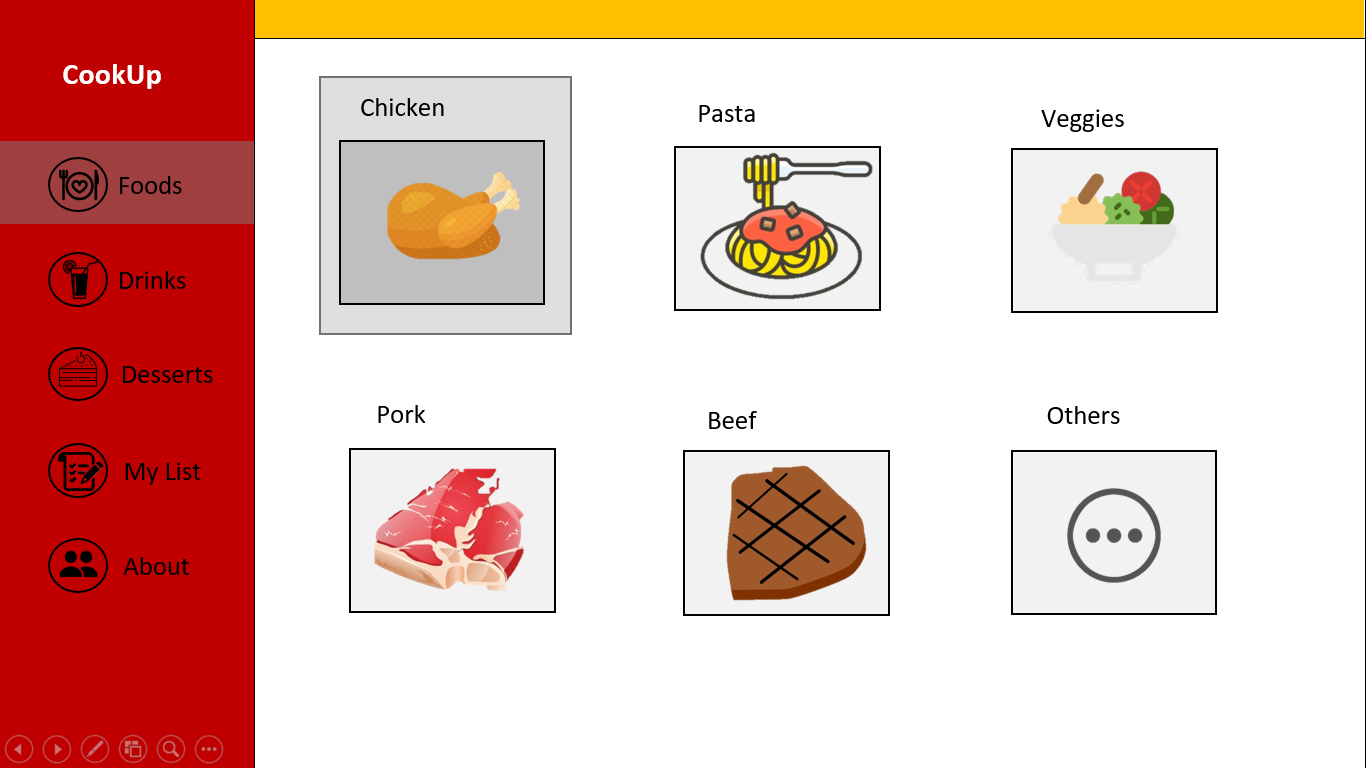 CookUp
Foods
Drinks
Desserts
My List
About
Chicken
Pasta
Veggies
Pork
Beef
Others